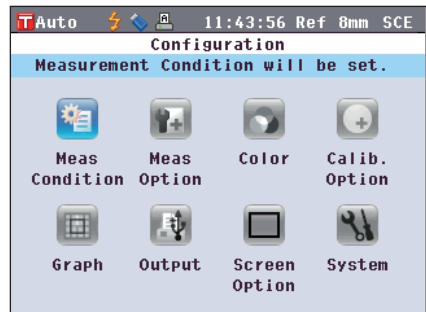 T Auto A 11:43:56 Ref 8mm SCE
Configuration
Measurement Condition will be set.
Meas Condition
Meas Option
Color
Calib. Option
Graph
Output
Screen Option
System